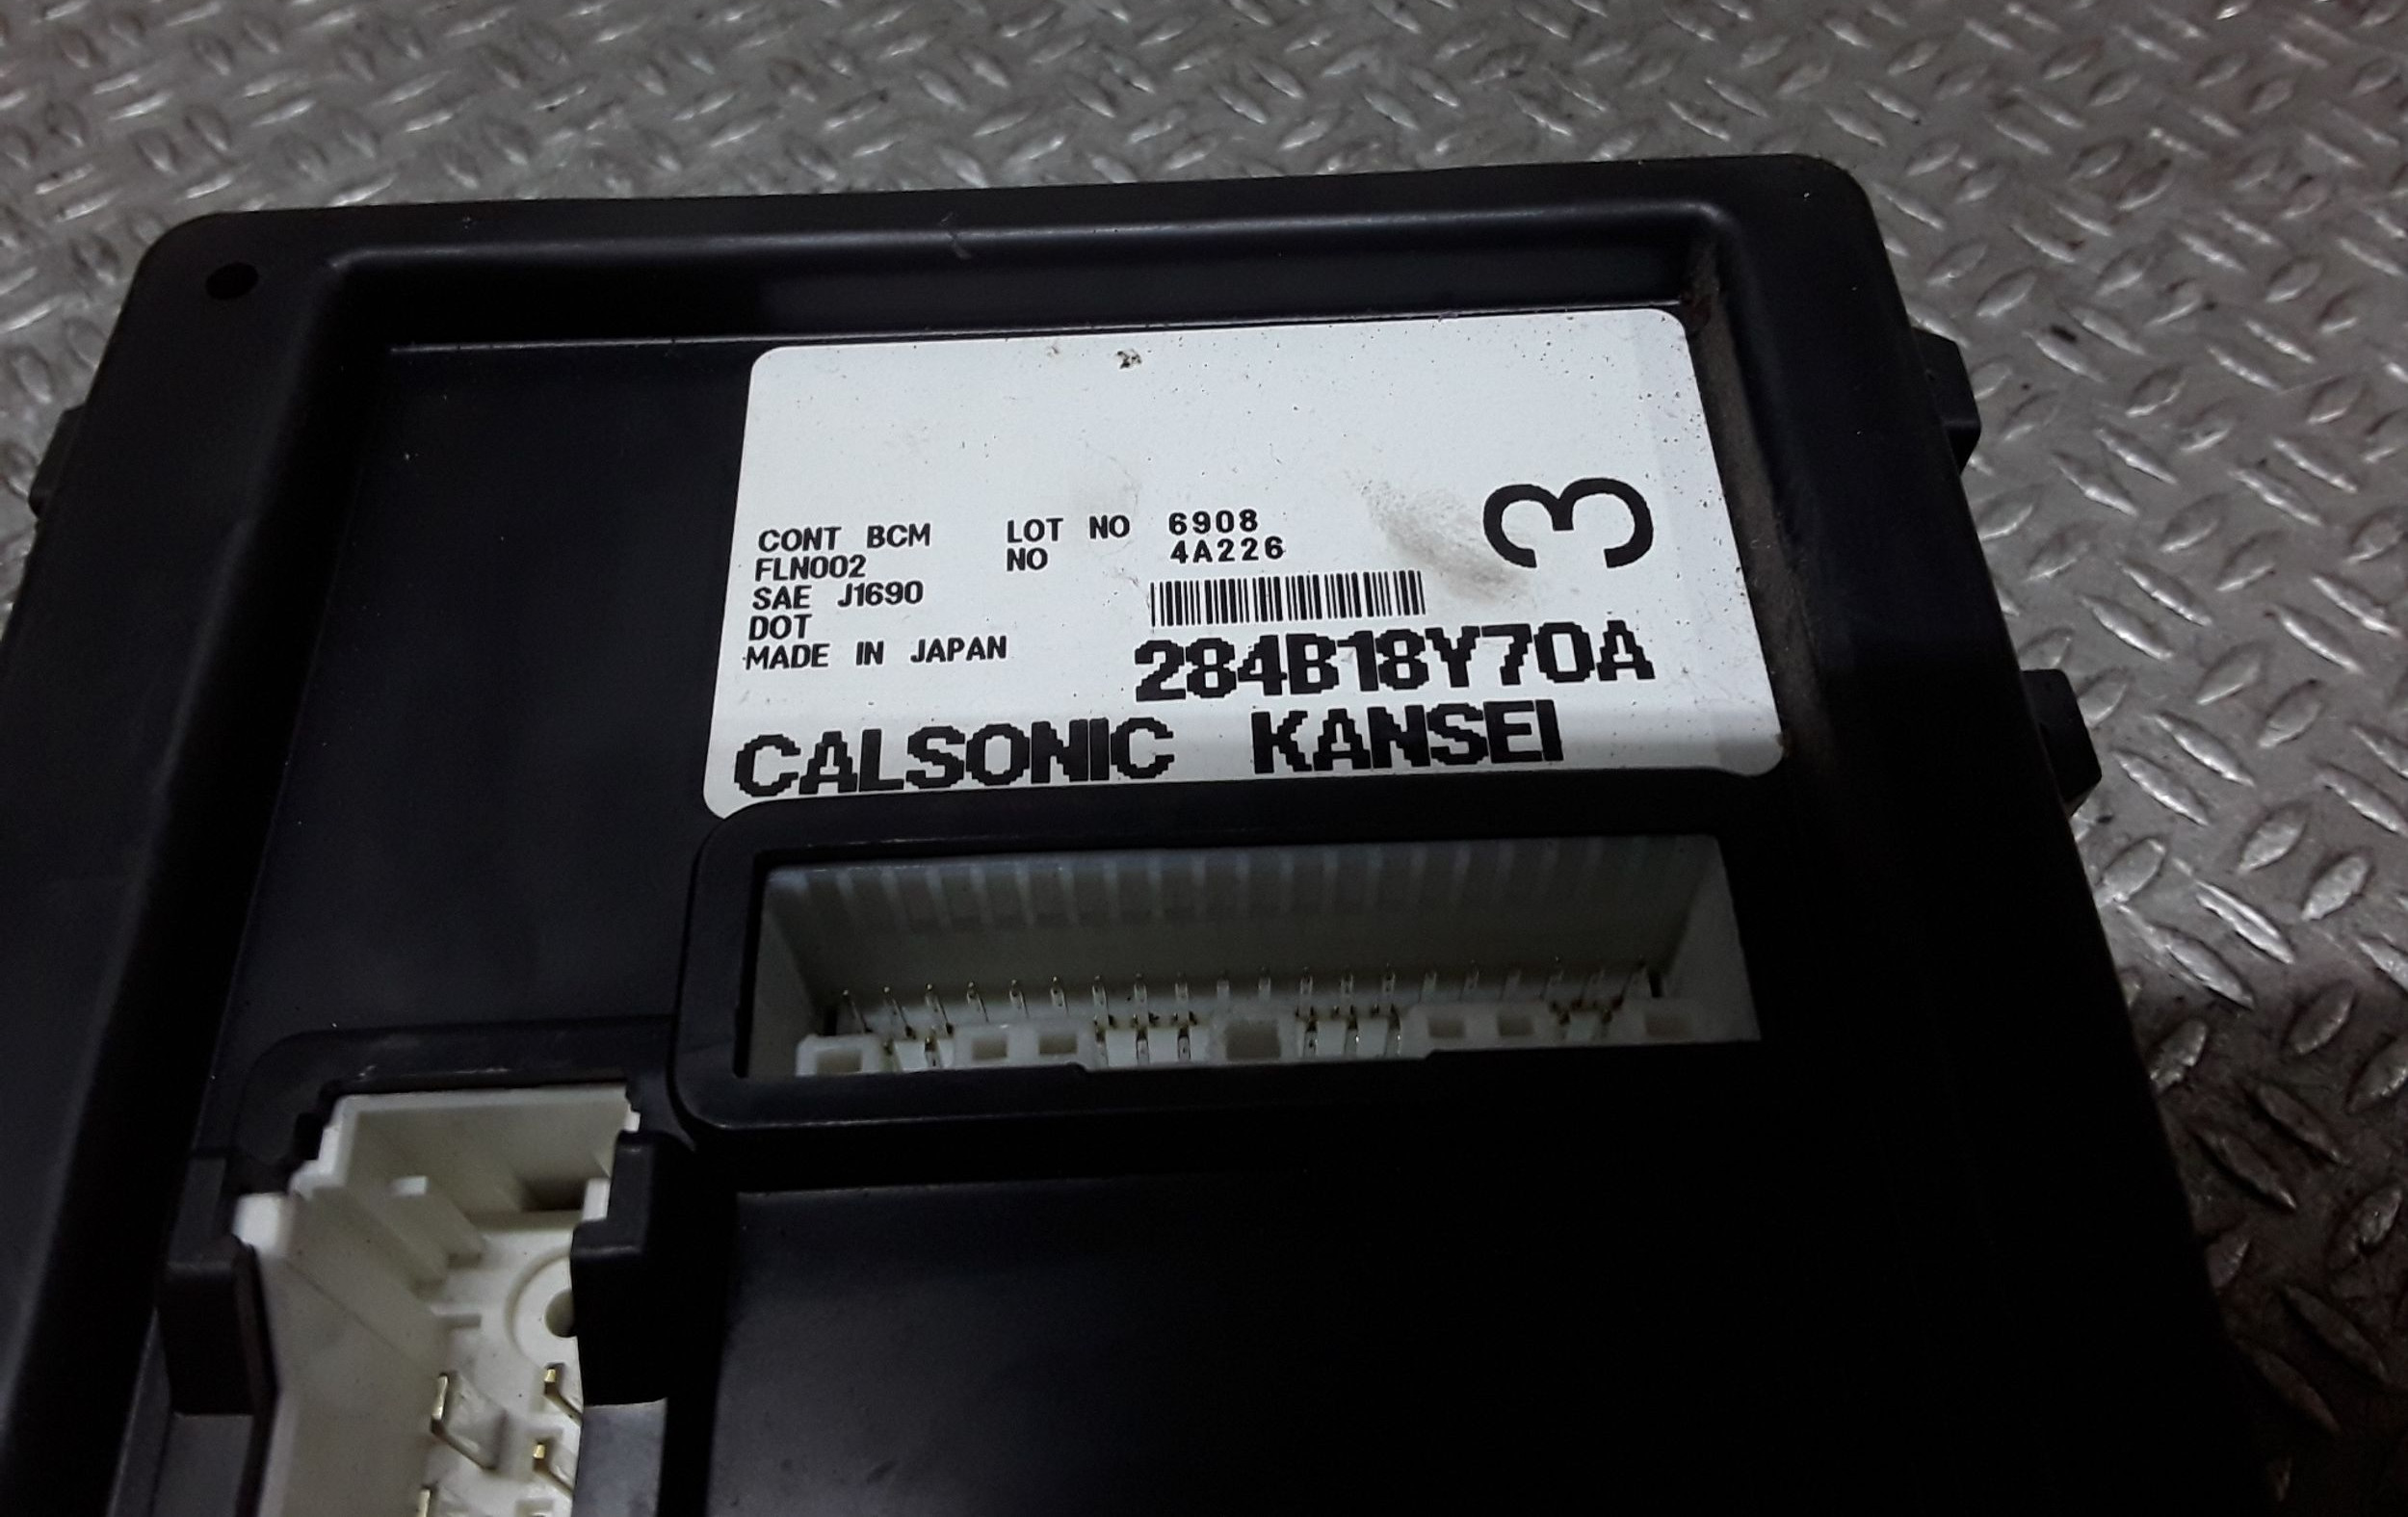 CONT BCM LOT NO 6908
FLN002 NO 4A226
SAE J1690
DOT
MADE IN JAPAN
3
284B18Y70A
CALSONIC KANSEI